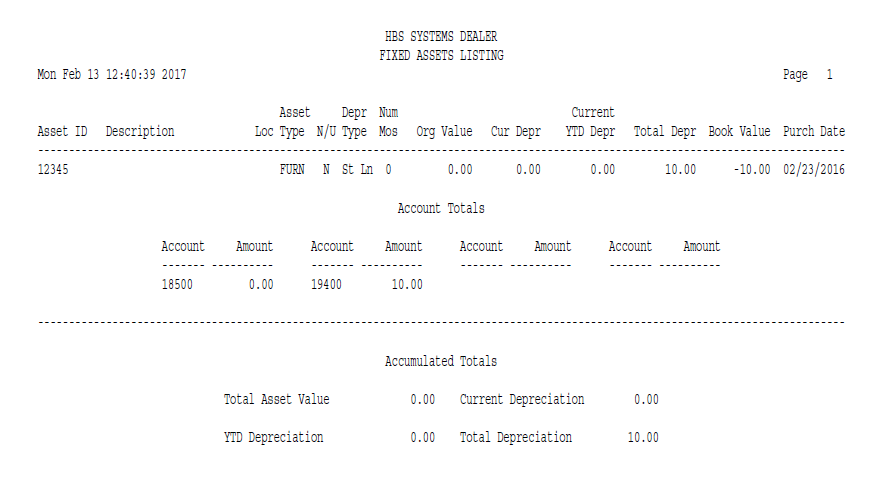 HBS SYSTEMS DEALER
FIXED ASSETS LISTING
Mon Feb 13 12:40:39 2017 Page 1
Asset Depr Num Current
Asset ID Description Loc Type N/U Type Mos Org Value Cur Depr YTD Depr Total Depr Book Value Purch Date
12345 FURN N St Ln 0 0.00 0.00 0.00 10.00 -10.00 02/23/2016
Account Totals
Account Amount Account Amount Account Amount Account Amount
18500 0.00 19400 10.00
Accumulated Totals
Total Asset Value 0.00 Current Depreciation 0.00
YTD Depreciation 0.00 Total Depreciation 10.00